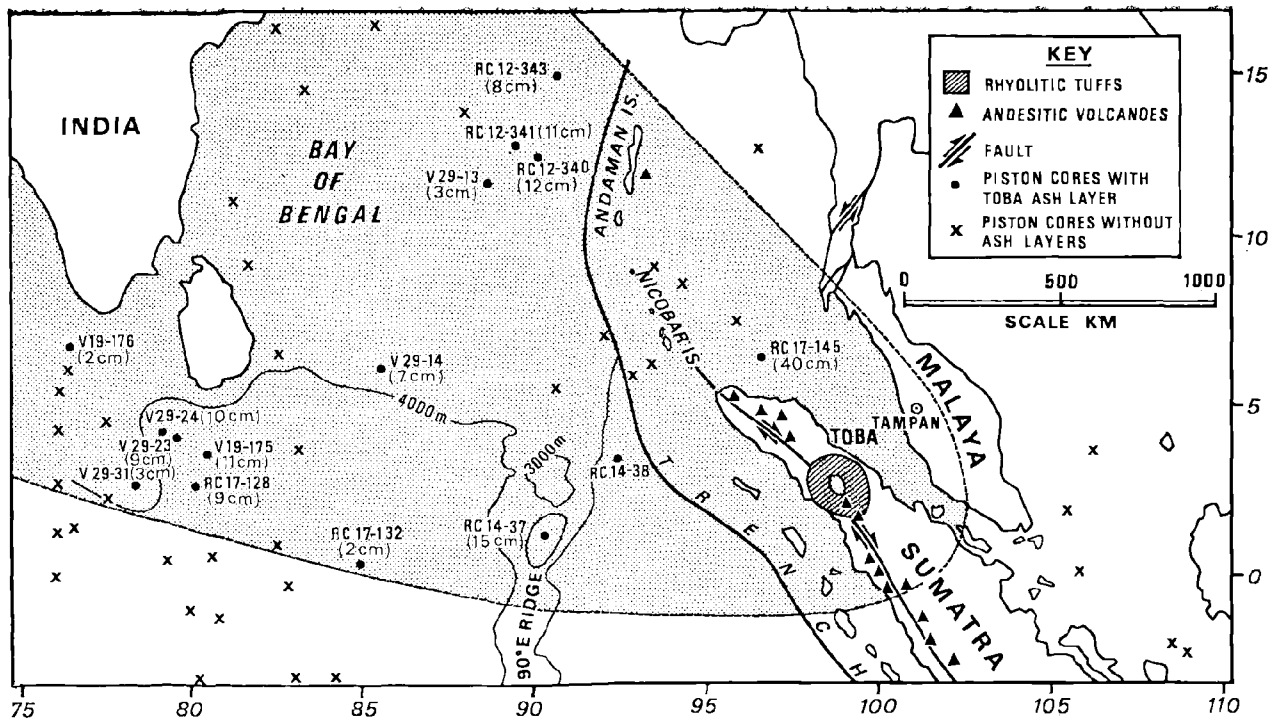 RC 12-343
(8cm)
INDIA
BAY
OF
BENGAL
RC 12-341 (11cm)
RC 12-340
(12cm)
V 29-13
(3cm)
ANDAMAN IS.
NICOBAR IS.
KEY
RHYOLITIC TUFFS
ANDESITIC VOLCANOES
FAULT
PISTON CORES WITH
TOBA ASH LAYER
PISTON CORES WITHOUT
ASH LAYERS
0 500 1000
SCALE KM
V19-176
(2cm)
V 29-14
(7cm)
4000m
RC 17-145
(40cm)
MALAYA
TAMPAN
TOBA
V29-24 (10cm)
V 29-23
(9cm)
V19-175
(11cm)
V 29-31 (3cm)
RC17-128
(9cm)
3000m
RC 14-38
RC 14-37
(15cm)
RC 17-132
(2cm)
90°E RIDGE
TRENCH
SUMATRA
15
10
5
0
75 80 85 90 95 100 105 110